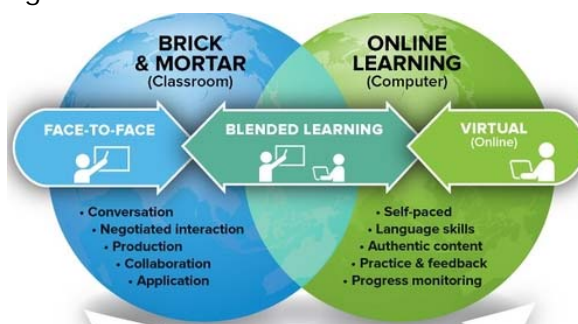 BRICK
& MORTAR
(Classroom)
ONLINE
LEARNING
(Computer)
FACE-TO-FACE
BLENDED LEARNING
VIRTUAL
(Online)
• Conversation
• Negotiated interaction
• Production
• Collaboration
• Application
• Self-paced
• Language skills
• Authentic content
• Practice & feedback
• Progress monitoring